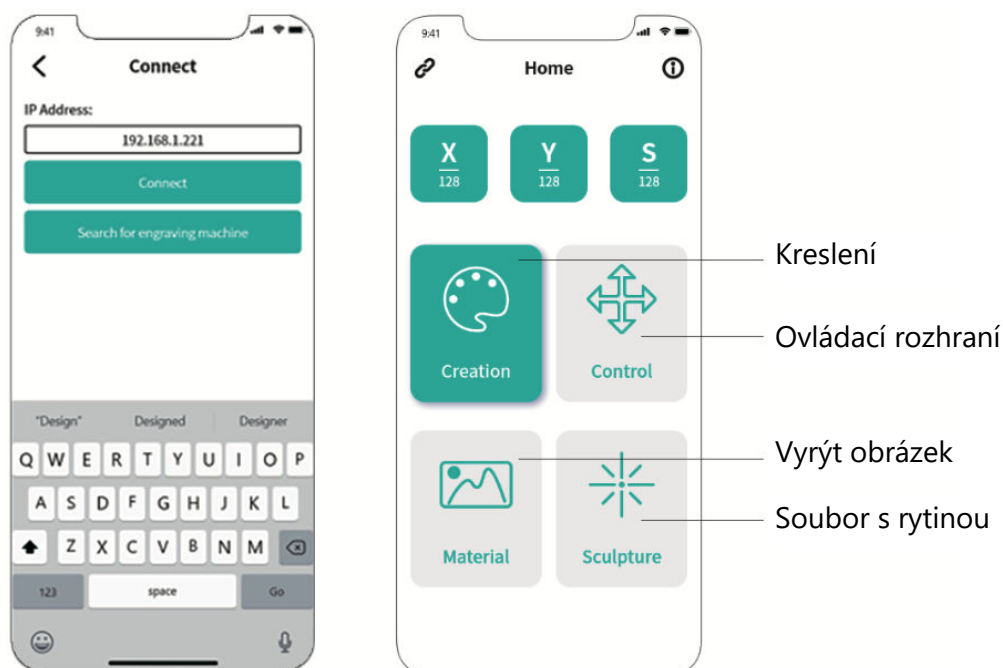 9:41
Connect
IP Address:
192.168.1.221
Connect
Search for engraving machine
"Design" Designed Designer
Q W E R T Y U I O P
A S D F G H J K L
Z X C V B N M
123 space Go
9:41
Home
X
128
Y
128
S
128
Creation
Control
Material
Sculpture
Kreslení
Ovládací rozhraní
Vyrýt obrázek
Soubor s rytinou